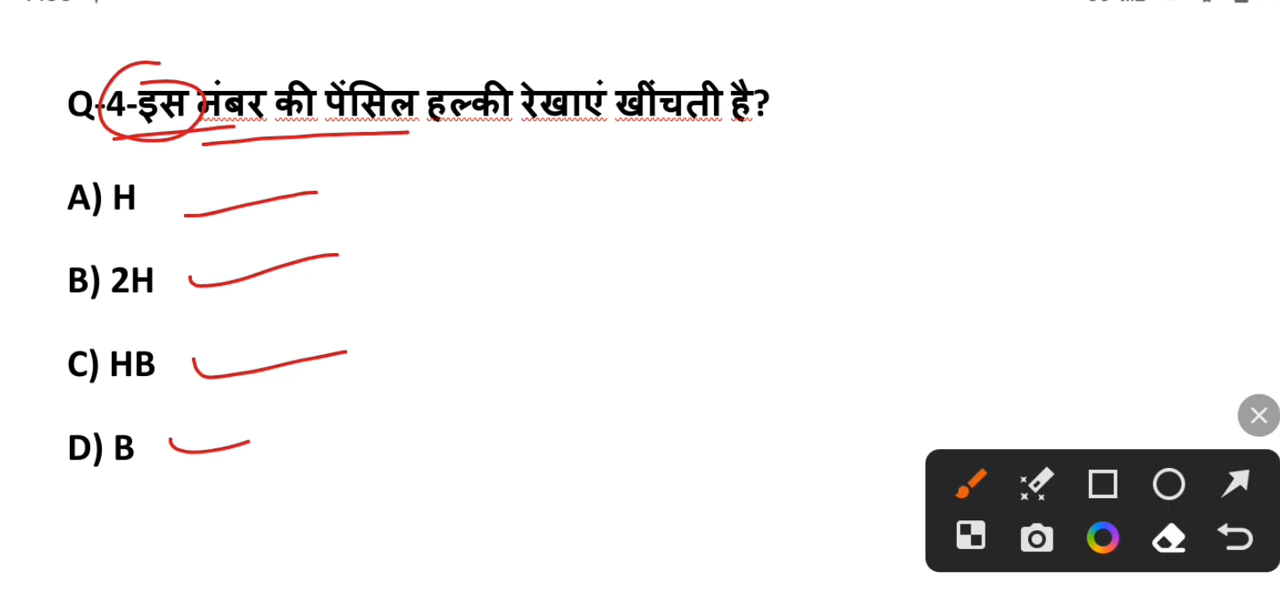 Q-4-इस नंबर की पेंसिल हल्की रेखाएं खींचती है?
A) H
B) 2H
C) HB
D) B